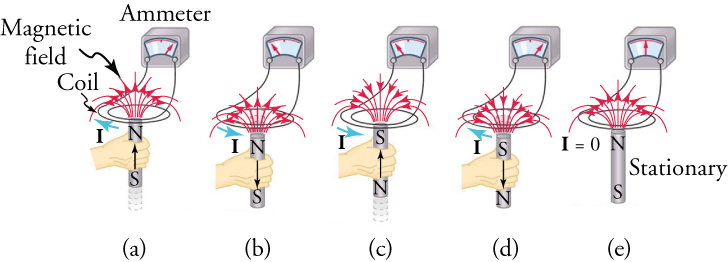 Ammeter
Magnetic
field
Coil
I N
S
I N
S
I S
N
I S
N
I = 0 N
S
Stationary
(a) (b) (c) (d) (e)